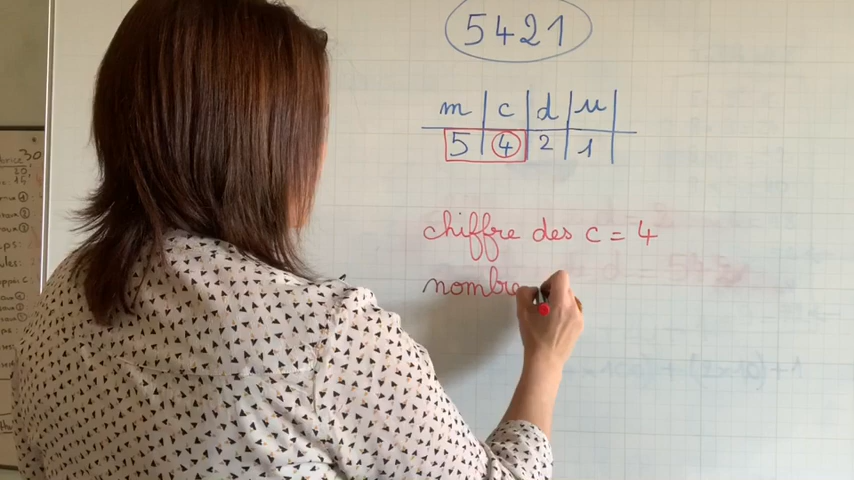 5421
m c d u
5 4 2 1
chiffre des c = 4
nombre